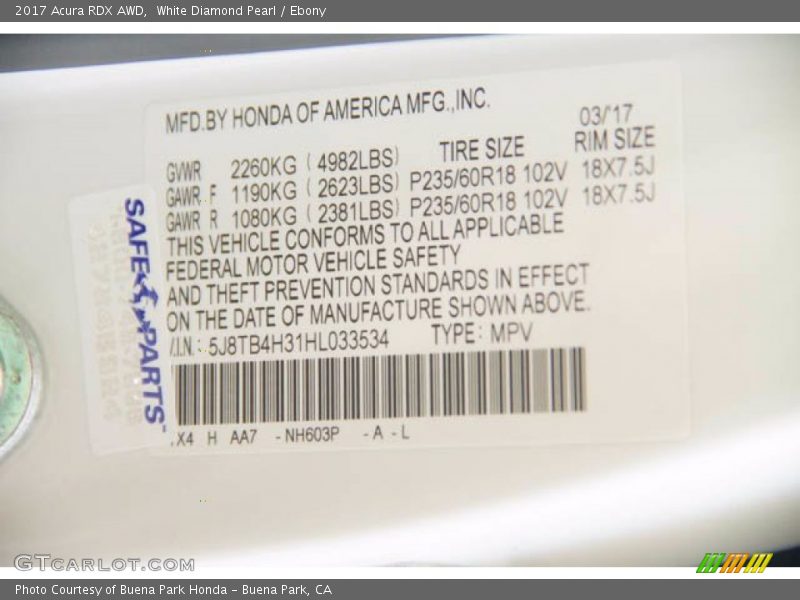 2017 Acura RDX AWD, White Diamond Pearl / Ebony
MFD.BY HONDA OF AMERICA MFG.,INC.
03/'17
TIRE SIZE RIM SIZE
GVWR 2260KG ( 4982LBS)
GAWR F 1190KG ( 2623LBS) P235/60R18 102V 18X7.5J
GAWR R 1080KG ( 2381LBS) P235/60R18 102V 18X7.5J
THIS VEHICLE CONFORMS TO ALL APPLICABLE
FEDERAL MOTOR VEHICLE SAFETY
AND THEFT PREVENTION STANDARDS IN EFFECT
ON THE DATE OF MANUFACTURE SHOWN ABOVE.
V.I.N.: 5J8TB4H31HL033534 TYPE: MPV
X4 H AA7 - NH603P - A - L
SAFE PARTS™
GTCARLOT.COM
Photo Courtesy of Buena Park Honda – Buena Park, CA